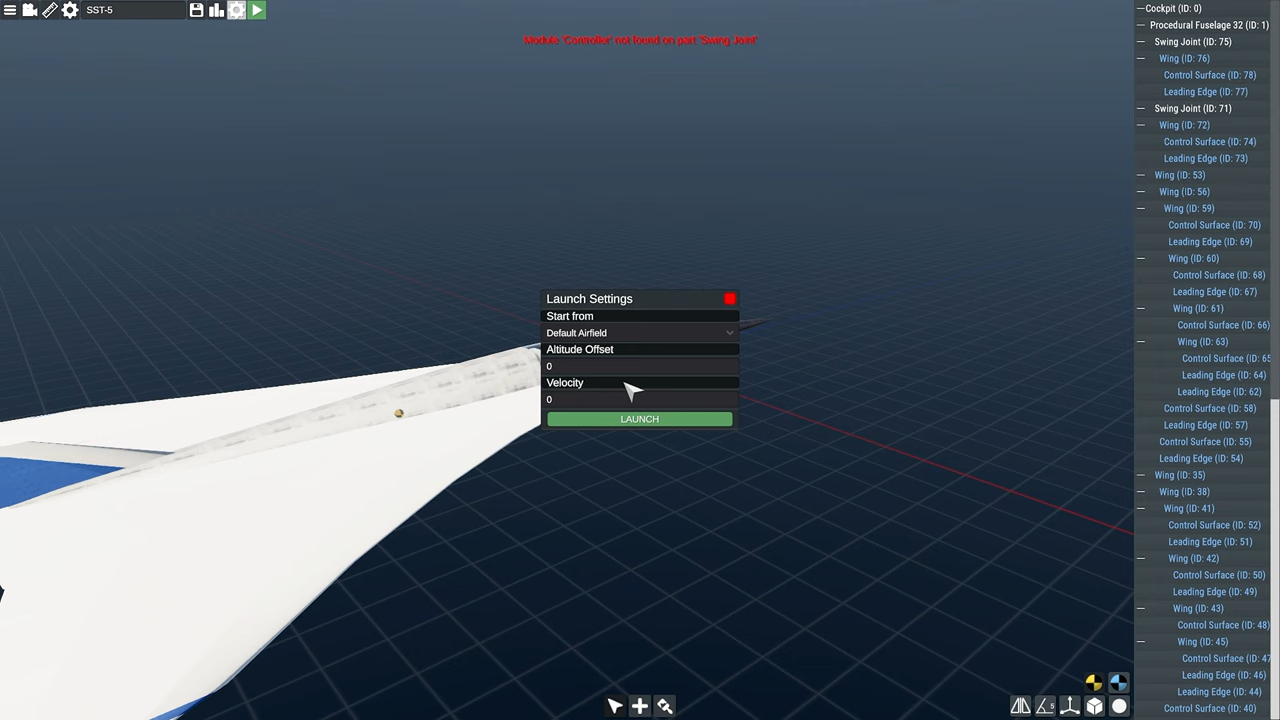 SST-5
Module 'Controller' not found on part 'Swing Joint'
Launch Settings
Start from
Default Airfield
Altitude Offset
0
Velocity
0
LAUNCH
Cockpit (ID: 0)
Procedural Fuselage 32 (ID: 1)
Swing Joint (ID: 75)
Wing (ID: 76)
Control Surface (ID: 78)
Leading Edge (ID: 77)
Swing Joint (ID: 71)
Wing (ID: 72)
Control Surface (ID: 74)
Leading Edge (ID: 73)
Wing (ID: 53)
Wing (ID: 56)
Wing (ID: 59)
Control Surface (ID: 70)
Leading Edge (ID: 69)
Wing (ID: 60)
Control Surface (ID: 68)
Leading Edge (ID: 67)
Wing (ID: 61)
Control Surface (ID: 66)
Wing (ID: 63)
Control Surface (ID: 65
Leading Edge (ID: 64)
Leading Edge (ID: 62)
Control Surface (ID: 58)
Leading Edge (ID: 57)
Control Surface (ID: 55)
Leading Edge (ID: 54)
Wing (ID: 35)
Wing (ID: 38)
Wing (ID: 41)
Control Surface (ID: 52)
Leading Edge (ID: 51)
Wing (ID: 42)
Control Surface (ID: 50)
Leading Edge (ID: 49)
Wing (ID: 43)
Control Surface (ID: 48)
Wing (ID: 45)
Control Surface (ID: 47
Leading Edge (ID: 46)
Leading Edge (ID: 44)
Control Surface (ID: 40)
5